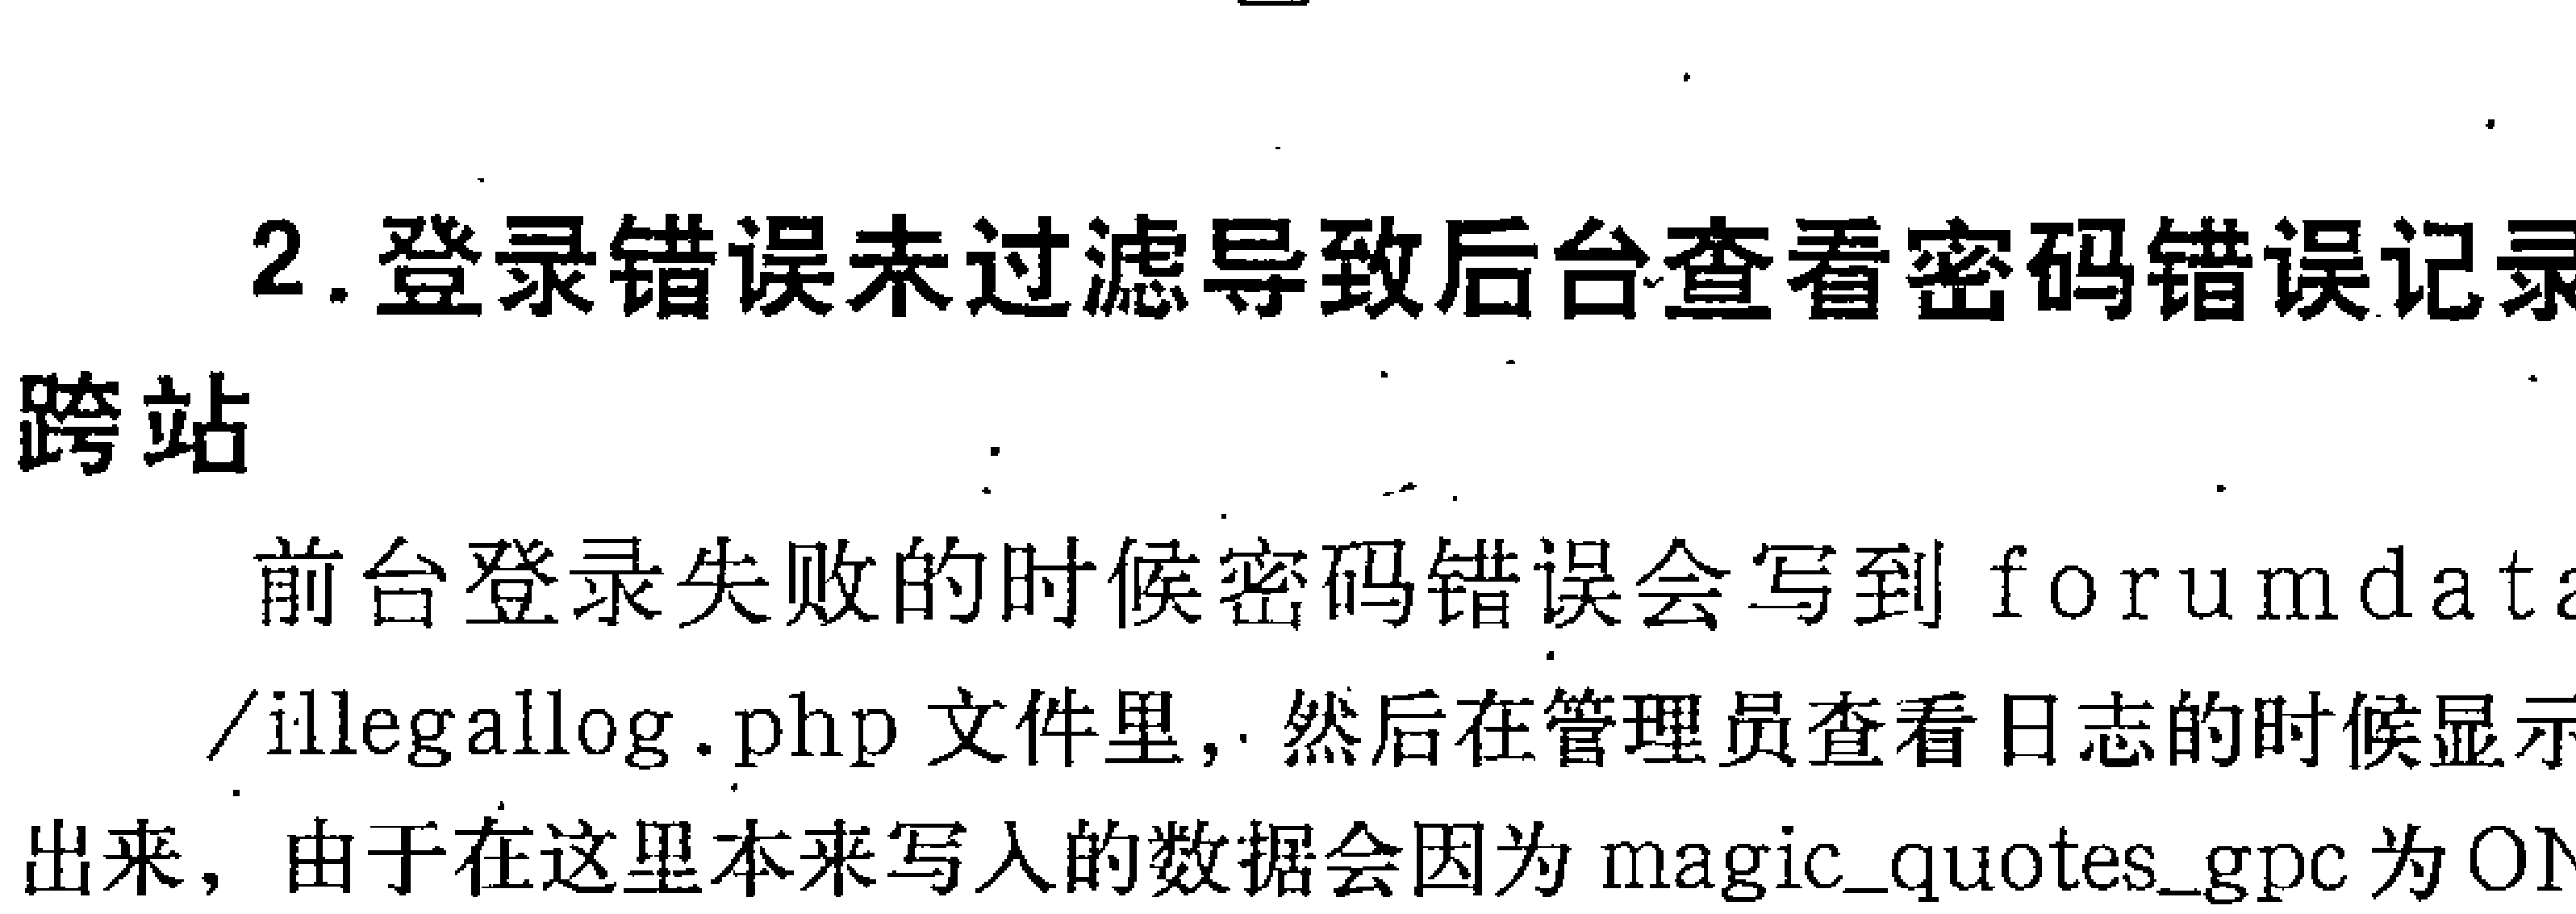 2.登录错误未过滤导致后台查看密码错误记录
跨站
前台登录失败的时候密码错误会写到 forumdata
/illegallog.php 文件里，然后在管理员查看日志的时候显示
出来，由于在这里本来写入的数据会因为 magic_quotes_gpc 为 ON